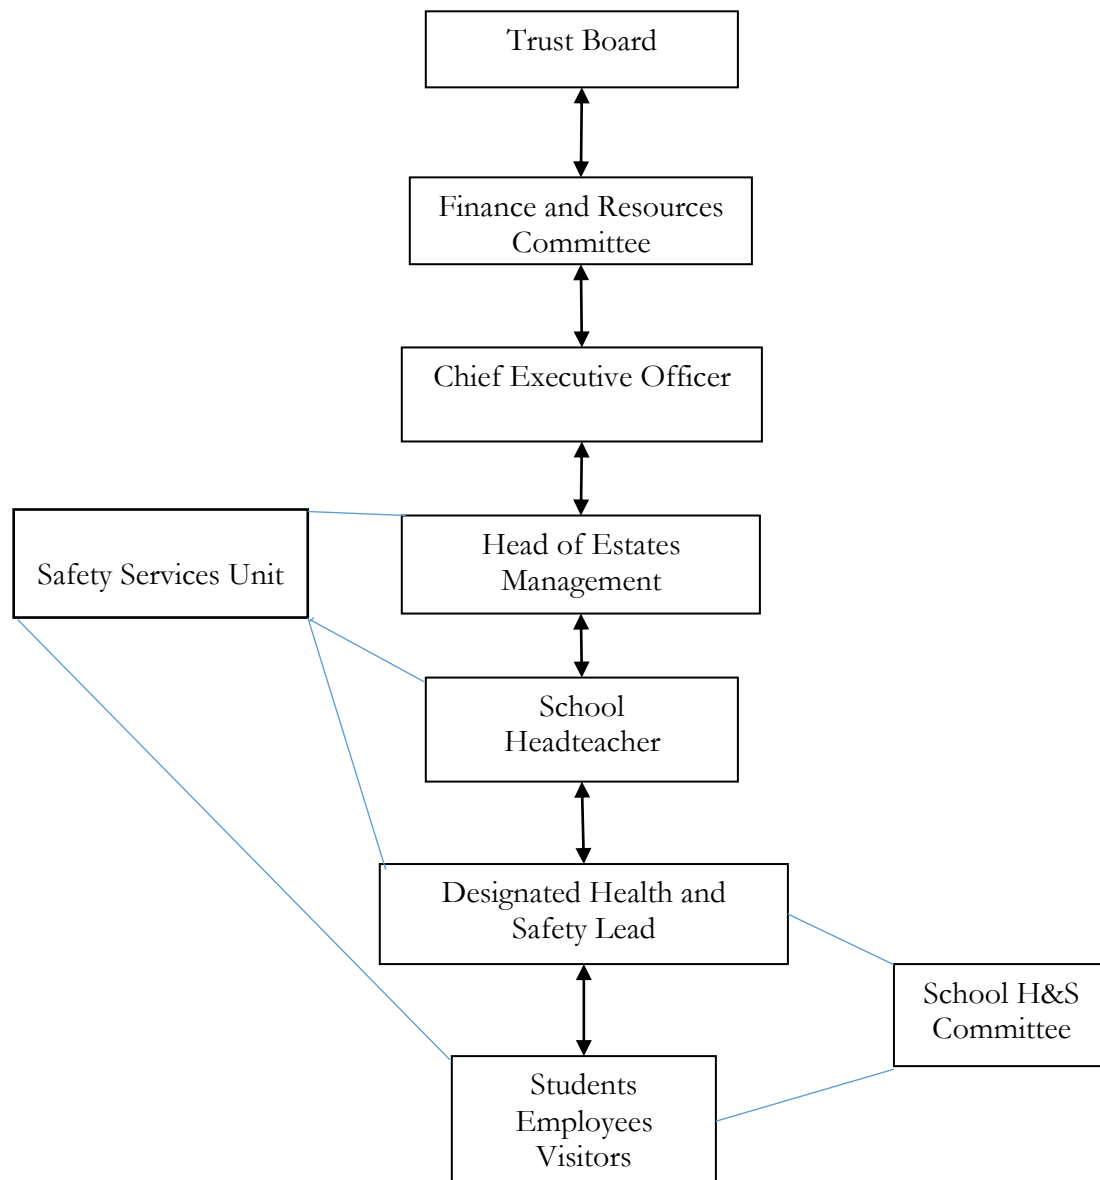 Trust Board
Finance and Resources
Committee
Chief Executive Officer
Head of Estates
Management
Safety Services Unit
School
Headteacher
Designated Health and
Safety Lead
School H&S
Committee
Students
Employees
Visitors